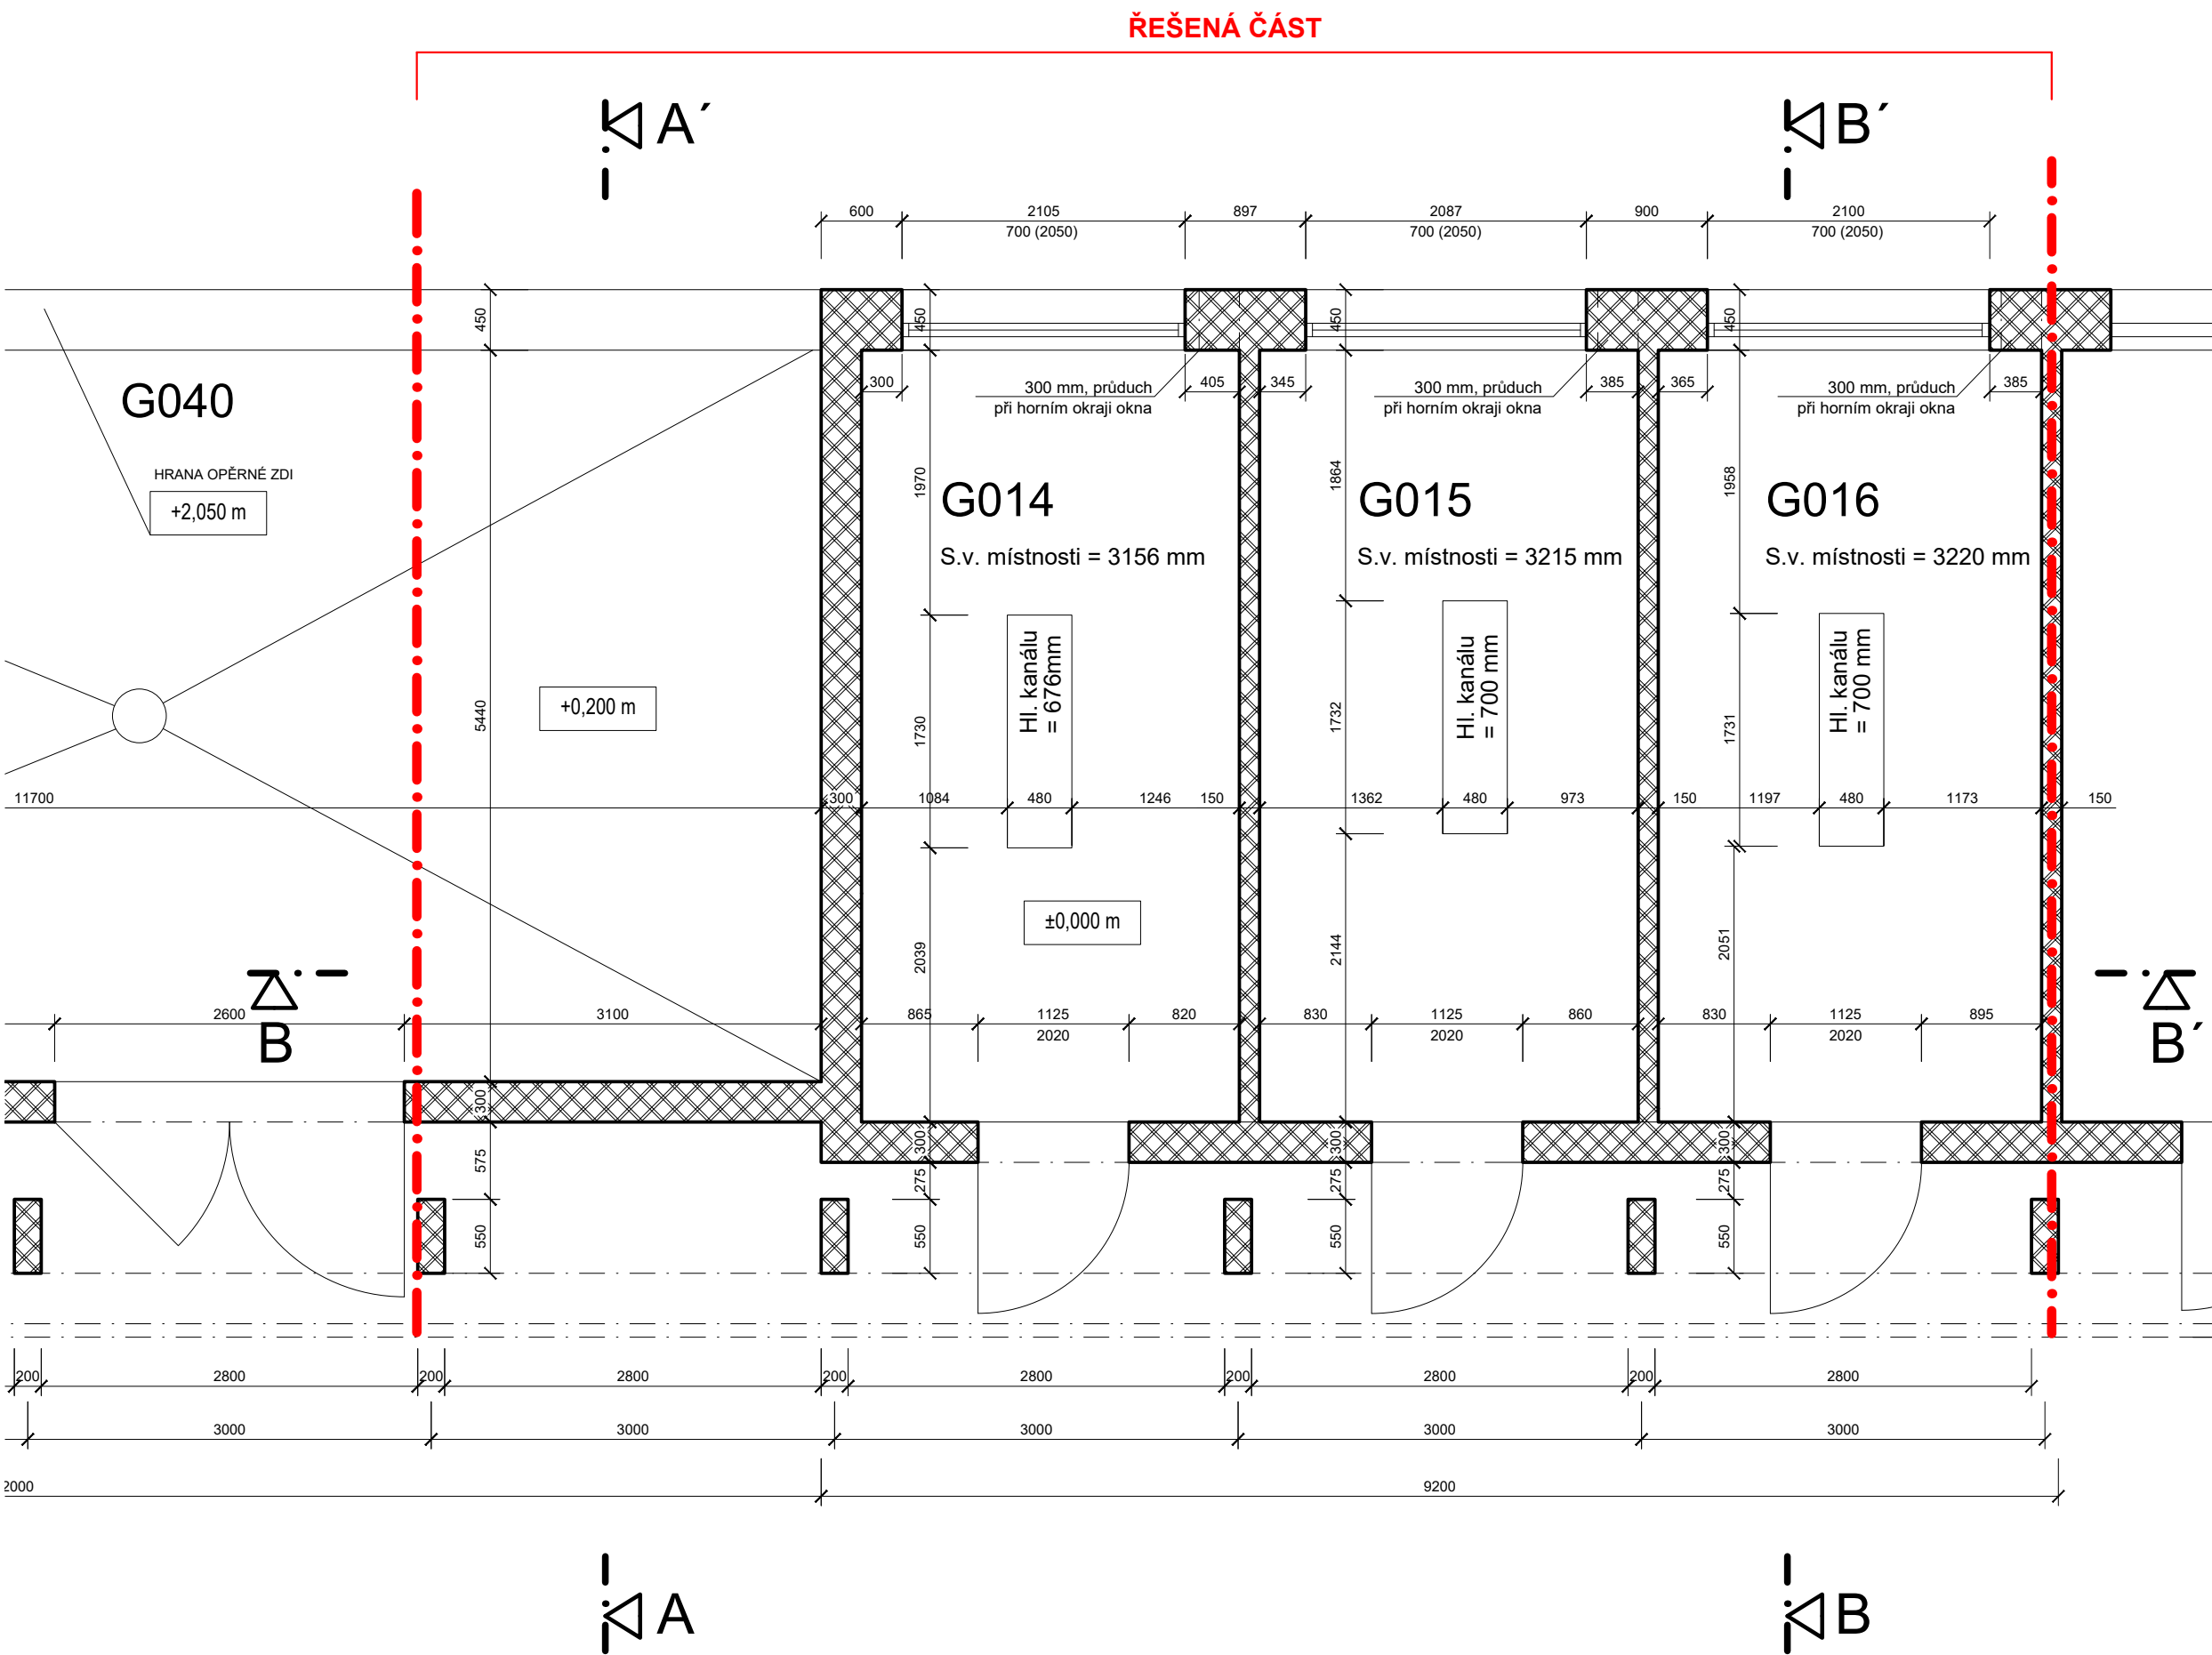 ŘEŠENÁ ČÁST
A´
B´
600
2105
897
2087
900
2100
700 (2050)
700 (2050)
700 (2050)
450
450
450
450
G040
300
300 mm, průduch
při horním okraji okna
405
345
300 mm, průduch
při horním okraji okna
385
365
300 mm, průduch
při horním okraji okna
385
HRANA OPĚRNÉ ZDI
+2,050 m
1970
G014
1864
G015
1958
G016
S.v. místnosti = 3156 mm
S.v. místnosti = 3215 mm
S.v. místnosti = 3220 mm
5440
+0,200 m
1730
Hl. kanálu
= 676mm
1732
Hl. kanálu
= 700 mm
1731
Hl. kanálu
= 700 mm
11700
300
1084
480
1246
150
1362
480
973
150
1197
480
1173
150
±0,000 m
2039
2144
2051
B
B´
2600
3100
865
1125
820
830
1125
860
830
1125
895
2020
2020
2020
300
300
300
300
575
275
275
275
550
550
550
550
200
2800
200
2800
200
2800
200
2800
200
2800
3000
3000
3000
3000
3000
2000
9200
A
B